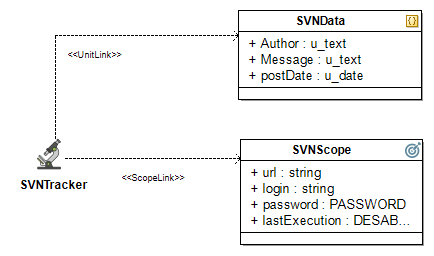 SVNData
+ Author : u_text
+ Message : u_text
+ postDate : u_date
<<UnitLink>>
SVNTracker
<<ScopeLink>>
SVNScope
+ url : string
+ login : string
+ password : PASSWORD
+ lastExecution : DESAB...